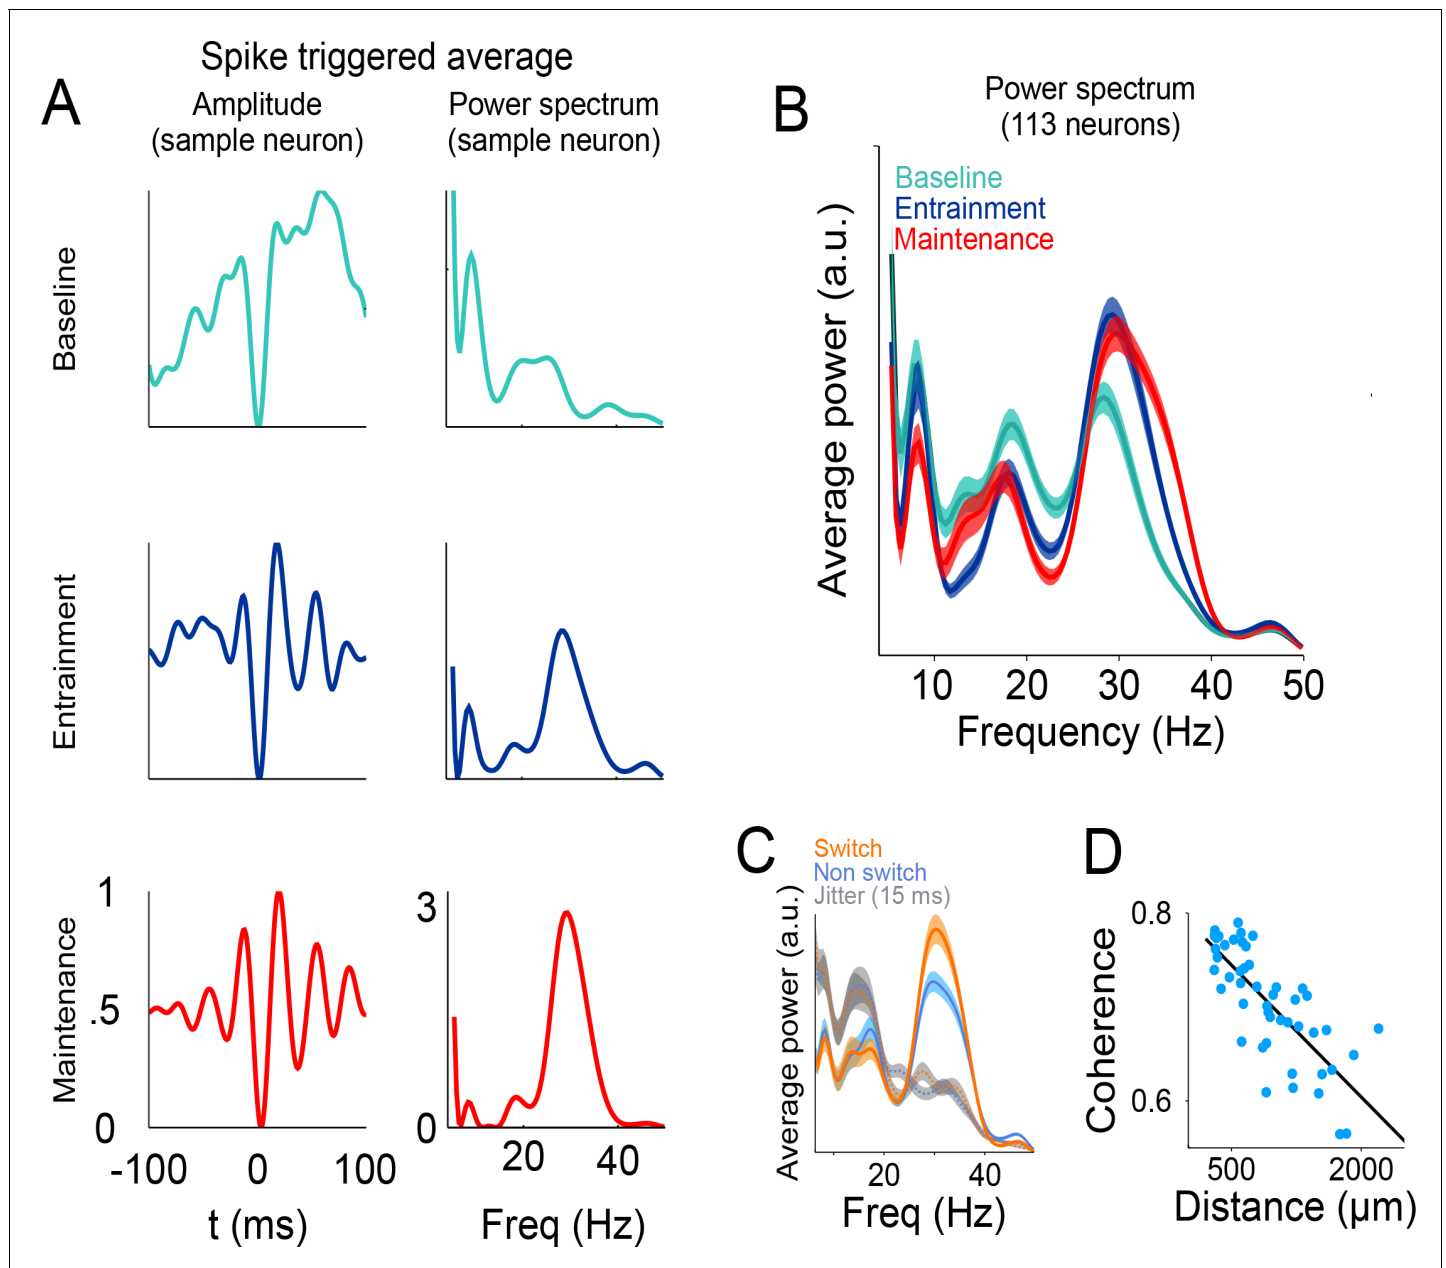 Spike triggered average
A
Amplitude
(sample neuron)
Power spectrum
(sample neuron)
Baseline
Entrainment
Maintenance
1
.5
0
-100
0
100
t (ms)
3
0
20
40
Freq (Hz)
B
Power spectrum
(113 neurons)
Baseline
Entrainment
Maintenance
Average power (a.u.)
10
20
30
40
50
Frequency (Hz)
C
Switch
Non switch
Jitter (15 ms)
Average power (a.u.)
20
40
Freq (Hz)
D
0.8
0.6
Coherence
500
2000
Distance (μm)